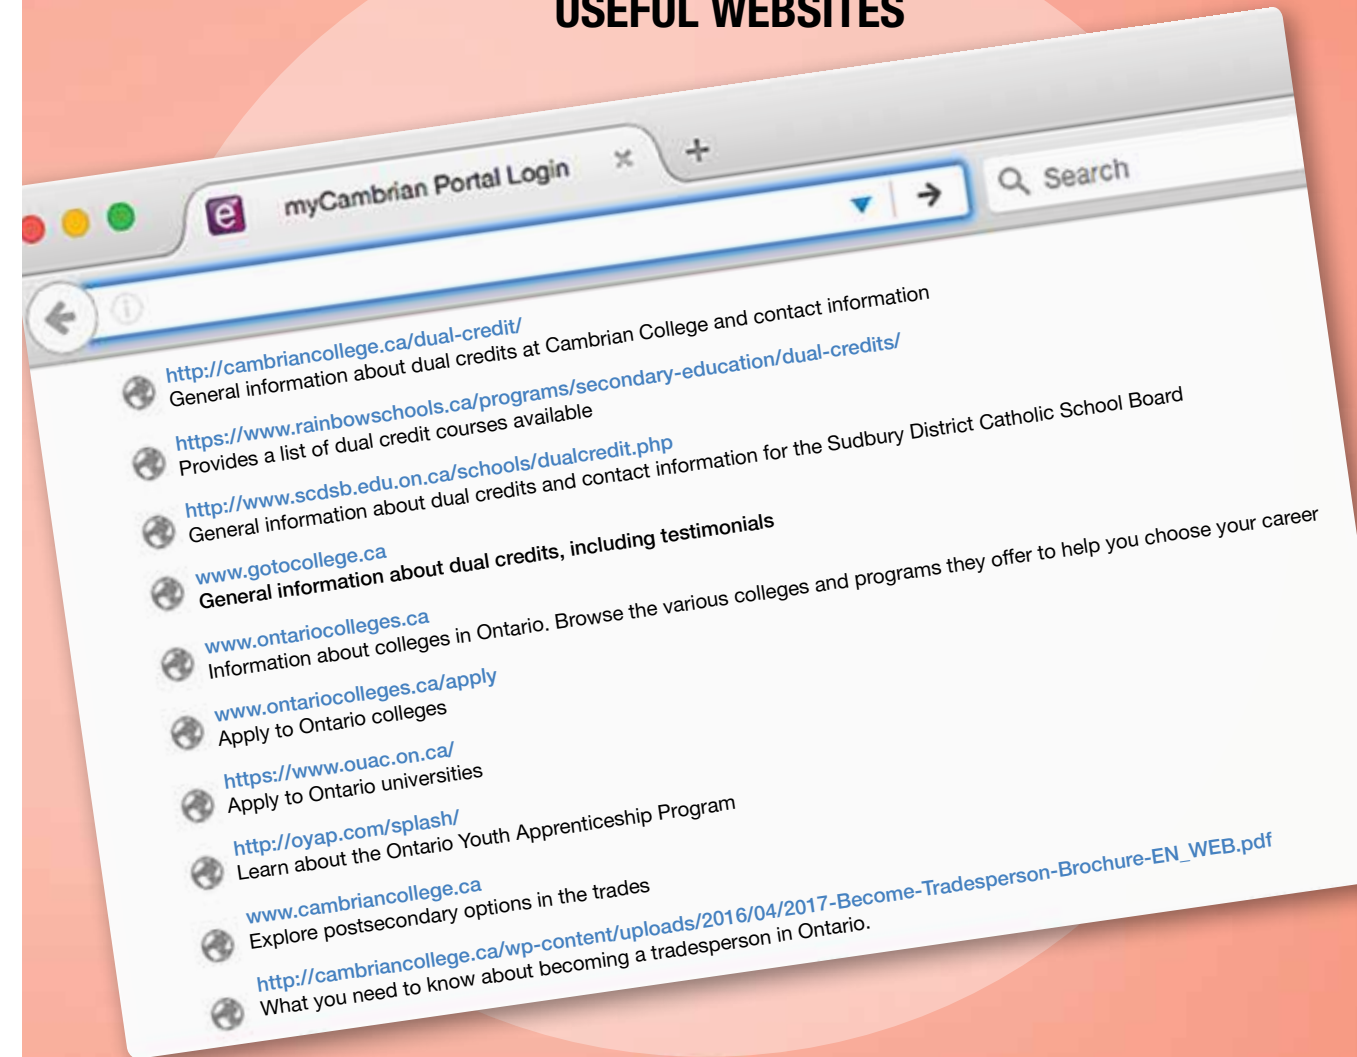 USEFUL WEBSITES
myCambrian Portal Login
Search
http://cambriancollege.ca/dual-credit/
General information about dual credits at Cambrian College and contact information
https://www.rainbowschools.ca/programs/secondary-education/dual-credits/
Provides a list of dual credit courses available
http://www.scdsb.edu.on.ca/schools/dualcredit.php
General information about dual credits and contact information for the Sudbury District Catholic School Board
www.gotocollege.ca
General information about dual credits, including testimonials
www.ontariocolleges.ca
Information about colleges in Ontario. Browse the various colleges and programs they offer to help you choose your career
www.ontariocolleges.ca/apply
Apply to Ontario colleges
https://www.ouac.on.ca/
Apply to Ontario universities
http://oyap.com/splash/
Learn about the Ontario Youth Apprenticeship Program
www.cambriancollege.ca
Explore postsecondary options in the trades
http://cambriancollege.ca/wp-content/uploads/2016/04/2017-Become-Tradesperson-Brochure-EN_WEB.pdf
What you need to know about becoming a tradesperson in Ontario.